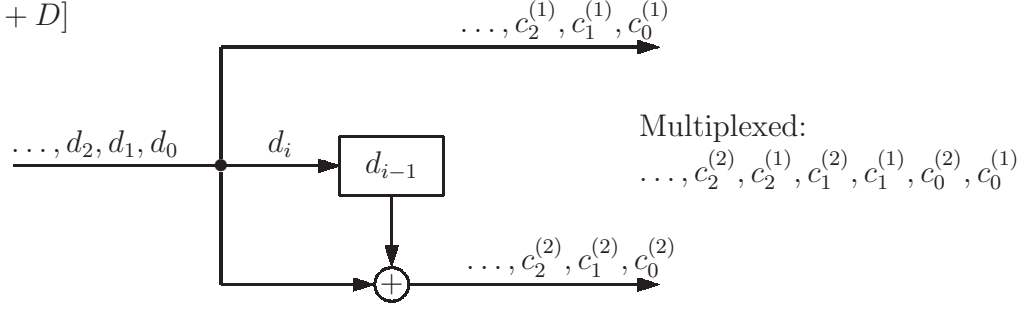 + D]
…, c_2^{(1)}, c_1^{(1)}, c_0^{(1)}
…, d_2, d_1, d_0
d_i
d_{i−1}
Multiplexed:
…, c_2^{(2)}, c_2^{(1)}, c_1^{(2)}, c_1^{(1)}, c_0^{(2)}, c_0^{(1)}
…, c_2^{(2)}, c_1^{(2)}, c_0^{(2)}
+